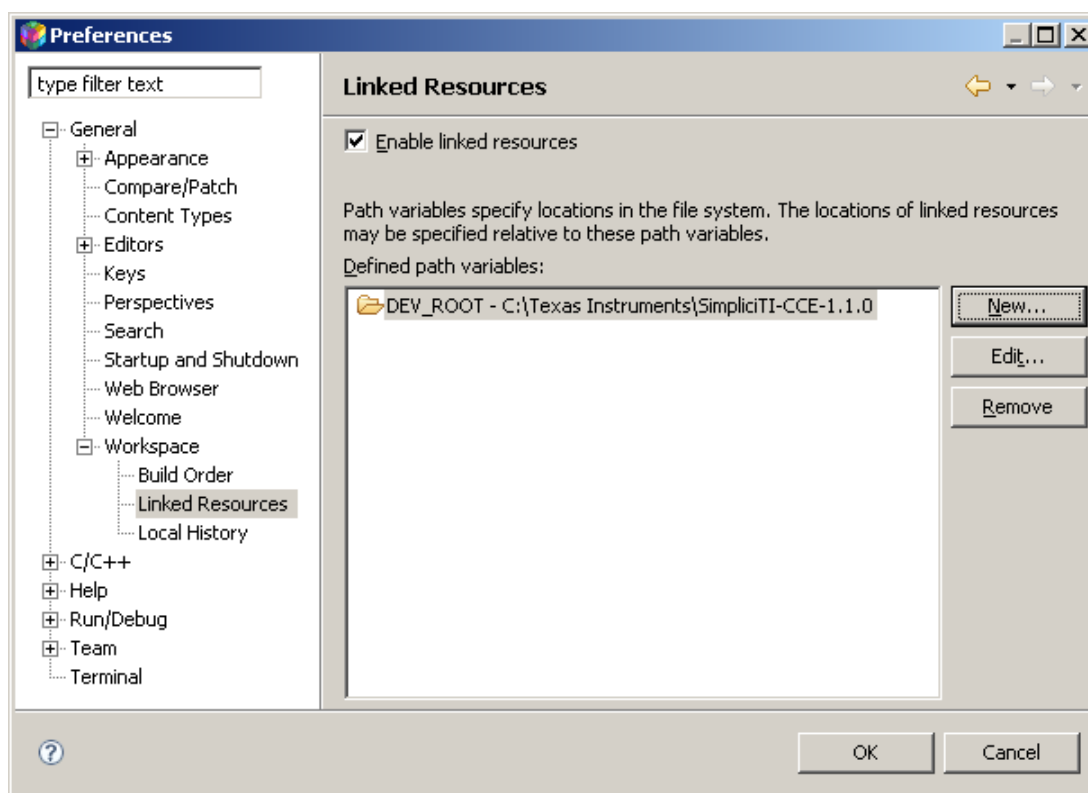 Preferences
type filter text
General
Appearance
Compare/Patch
Content Types
Editors
Keys
Perspectives
Search
Startup and Shutdown
Web Browser
Welcome
Workspace
Build Order
Linked Resources
Local History
C/C++
Help
Run/Debug
Team
Terminal
Linked Resources
Enable linked resources
Path variables specify locations in the file system. The locations of linked resources
may be specified relative to these path variables.
Defined path variables:
DEV_ROOT - C:\Texas Instruments\SimpliciTI-CCE-1.1.0
New...
Edit...
Remove
?
OK
Cancel